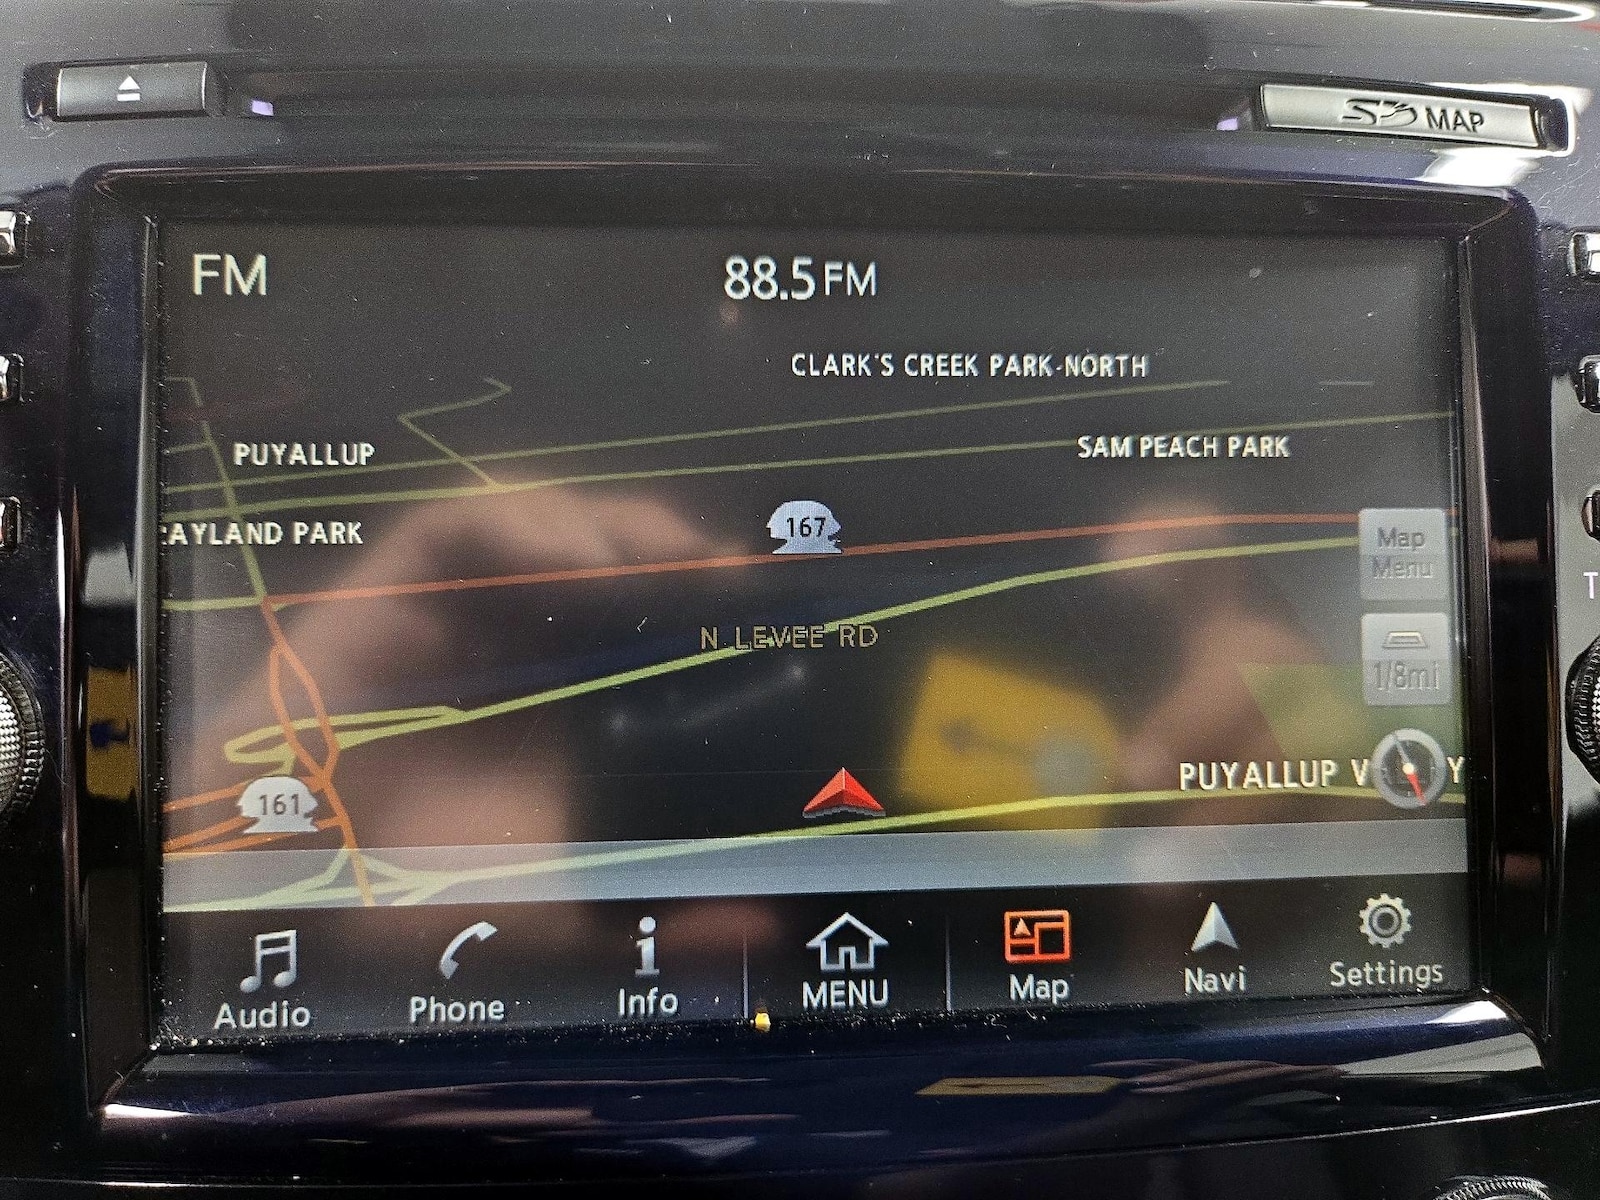 SD MAP
FM
88.5 FM
CLARK'S CREEK PARK-NORTH
PUYALLUP
SAM PEACH PARK
AYLAND PARK
167
Map
Menu
N LEVEE RD
1/8mi
T
PUYALLUP V Y
161
Audio
Phone
Info
MENU
Map
Navi
Settings